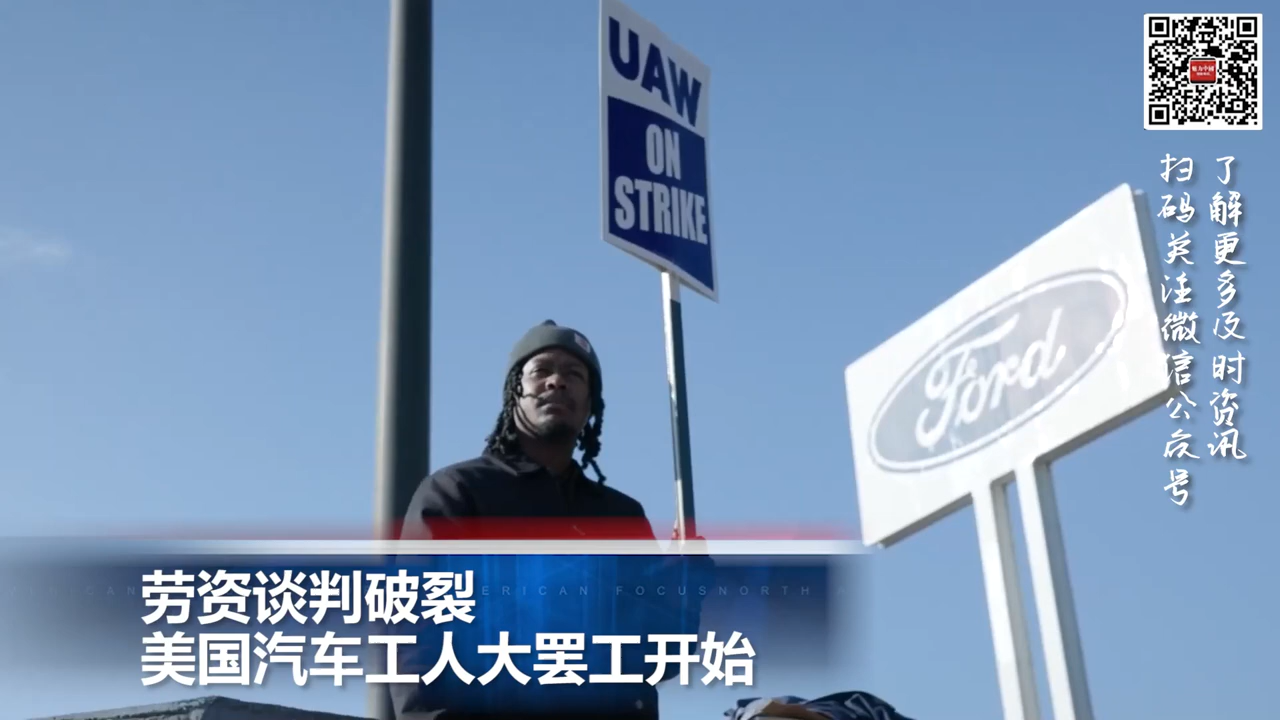 UAW
ON
STRIKE
Ford
了解更多及时资讯
扫码关注微信公众号
劳资谈判破裂
美国汽车工人大罢工开始
ERICAN FOCUSNORTH